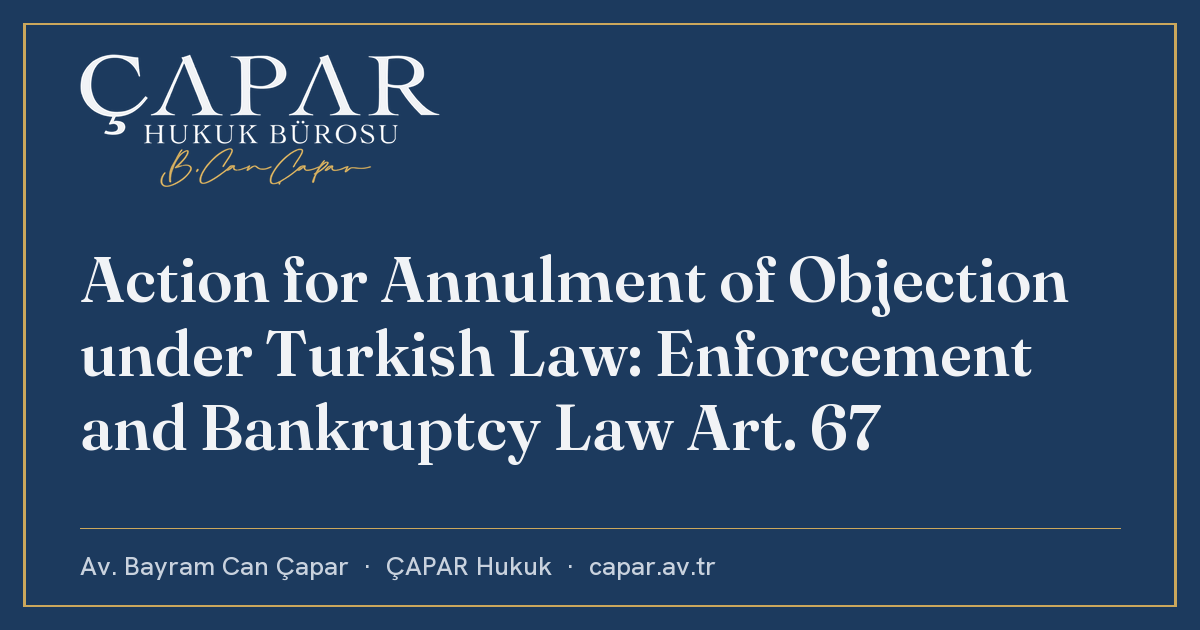 ÇAPAR
HUKUK BÜROSU
B.Can Çapar
Action for Annulment of Objection
under Turkish Law: Enforcement
and Bankruptcy Law Art. 67
Av. Bayram Can Çapar · ÇAPAR Hukuk · capar.av.tr